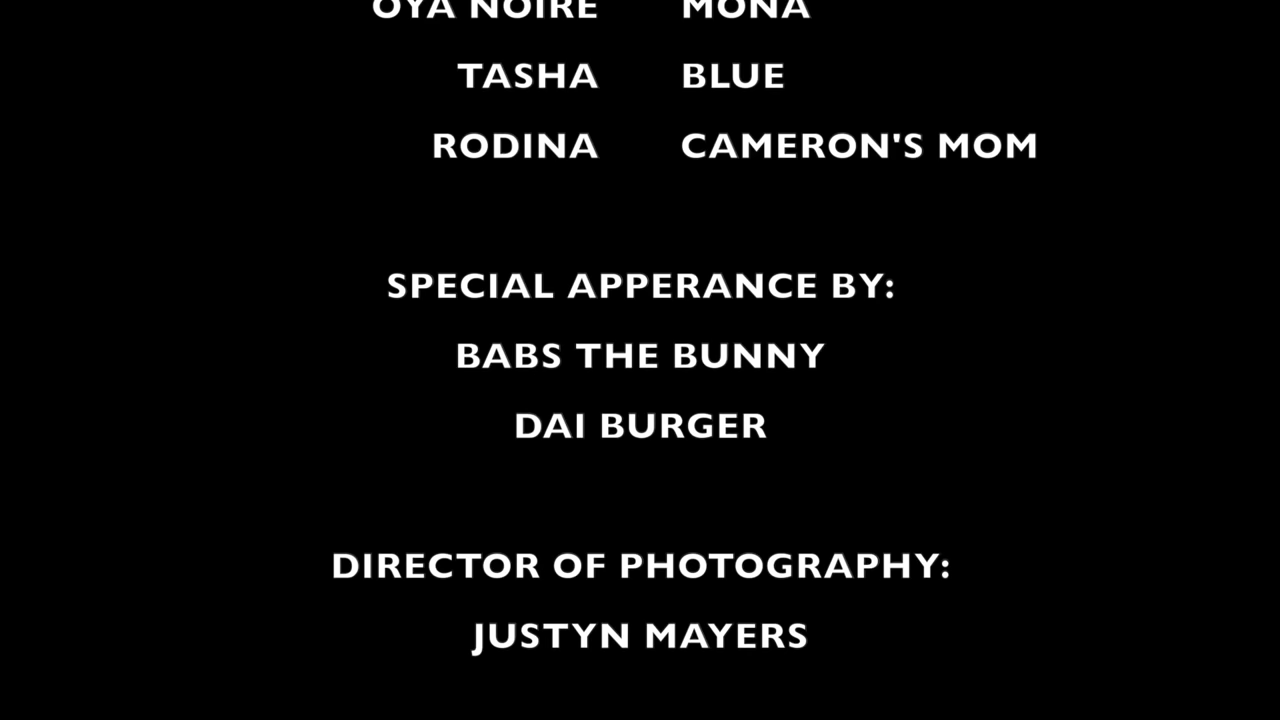 OYA NOIRE MONA
TASHA BLUE
RODINA CAMERON'S MOM
SPECIAL APPERANCE BY:
BABS THE BUNNY
DAI BURGER
DIRECTOR OF PHOTOGRAPHY:
JUSTYN MAYERS